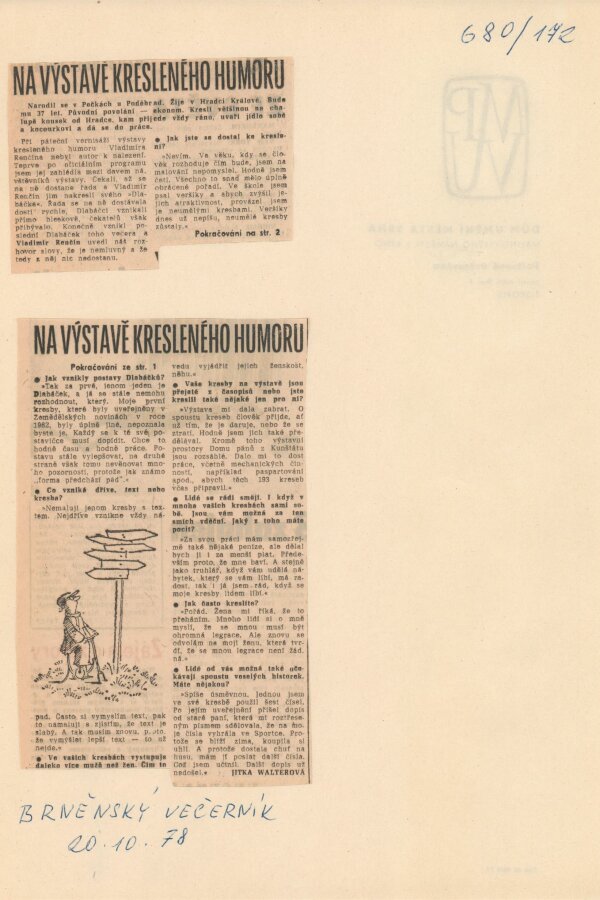 680/172
NA VÝSTAVĚ KRESLENÉHO HUMORU
Narodil se v Pečkách u Poděbrad. Žije v Hradci Králové. Bude
mu 37 let. Původní povolání — ekonom. Kreslí většinou na cha-
lupě kousek od Hradce, kam přijede vždy ráno, uvaří jídlo sobě
a kocourkovi a dá se do práce.
Při páteční vernisáži výstavy
kresleného humoru Vladimíra
Renčína nebyl autor k nalezení.
Teprve po oficiálním programu
jsem jej zahlédla mezi davem ná-
vštěvníků výstavy. Čekali, až se
na ně dostane řada a Vladimír
Renčín jim nakreslí svého »Dla-
báčka«. Řada se na ně dostávala
dosti rychle, Dlabáčci vznikali
přímo bleskově, čekatelů však
přibývalo. Konečně vznikl po-
slední Dlabáček toho večera a
Vladimír Renčín uvedl náš roz-
hovor slovy, že je nemluvný a že
tedy z něj nic nedostanu.
● Jak jste se dostal ke kresle-
ní?
»Nevím. Ve věku, kdy se člo-
věk rozhoduje čím bude, jsem na
malování nepomyslel. Hodně jsem
četl. Všechno to snad mělo úplně
obrácené pořadí. Ve škole jsem
psal veršíky a abych zvýšil je-
jich atraktivnost, provázel jsem
je neumělými kresbami. Veršíky
dnes už nepíšu, neumělé kresby
zůstaly.«
Pokračování na str. 2
NA VÝSTAVĚ KRESLENÉHO HUMORU
Pokračování ze str. 1
● Jak vznikly postavy Dlabáčků?
»Tak za prvé, jenom jeden je
Dlabáček, a já se stále nemohu
rozhodnout, který. Moje první
kresby, které byly uveřejněny v
Zemědělských novinách v roce
1962, byly úplně jiné, nepoznala
byste je. Každý se k té své po-
stavičce musí dopídit. Chce to
hodně času a hodně práce. Po-
stavu stále vylepšoval, na druhé
straně však tomu nevěnovat mno-
ho pozornosti, protože jak známo
„forma předchází pád“.«
● Co vzniká dříve, text nebo
kresba?
»Nemaluji jenom kresby s tex-
tem. Nejdříve vznikne vždy ná-
pad. Často si vymyslím text, pak
to namaluji a zjistím, že text je
slabý. A tak musím znovu, proto
že vymýšlet lepší text — to už
nejde.«
● Ve vašich kresbách vystupuje
daleko více mužů než žen. Čím to
vedu vyjádřit jejich ženskost,
něhu.«
● Vaše kresby na výstavě jsou
přejeté z časopisů nebo jste
kreslil také nějaké jen pro ni?
»Výstava mi dala zabrat. O
spoustu kreseb člověk přijde, ať
už tím, že je daruje, nebo že se
ztratí. Hodně jsem jich také pře-
dělával. Kromě toho výstavní
prostory Domu pánů z Kunštátu
jsou rozsáhlé. Dalo mi to dost
práce, včetně mechanických čin-
ností, například paspartování
apod., abych těch 193 kreseb
včas připravil.«
● Lidé se rádi smějí. I když v
mnoha vašich kresbách sami so-
bě. Jsou vám možná za ten
smích vděční. Jaký z toho máte
pocit?
»Za svou práci mám samozřej-
mě také nějaké peníze, ale dělal
bych ji i za menší plat. Přede-
vším proto, že mne baví. A stejně
jako truhlář, když vám udělá ná-
bytek, který se vám líbí, má ra-
dost, tak i já jsem rád, když se
moje kresby lidem líbí.«
● Jak často kreslíte?
»Pořád. Žena mi říká, že to
přeháním. Mnoho lidí si o mně
myslí, že se mnou musí být
ohromná legrace. Ale znovu se
odvolám na moji ženu, která tvr-
dí, že se mnou legrace není žád-
ná.«
● Lidé od vás možná také oče-
kávají spoustu veselých historek.
Máte nějakou?
»Spíše úsměvnou. Jednou jsem
ve své kresbě použil šest čísel.
Po jejím uveřejnění přišel dopis
od staré paní, která mi roztřese-
ným písmem sdělovala, že na mo-
je čísla vyhrála ve Sportce. Pro-
tože se blíží zima, koupila si
uhlí. A protože dostala chuť na
husu, mám jí poslat další čísla.
Což jsem učinil. Další dopis už
nedošel.« JITKA WALTEROVÁ
BRNĚNSKÝ VEČERNÍK
20.10.78